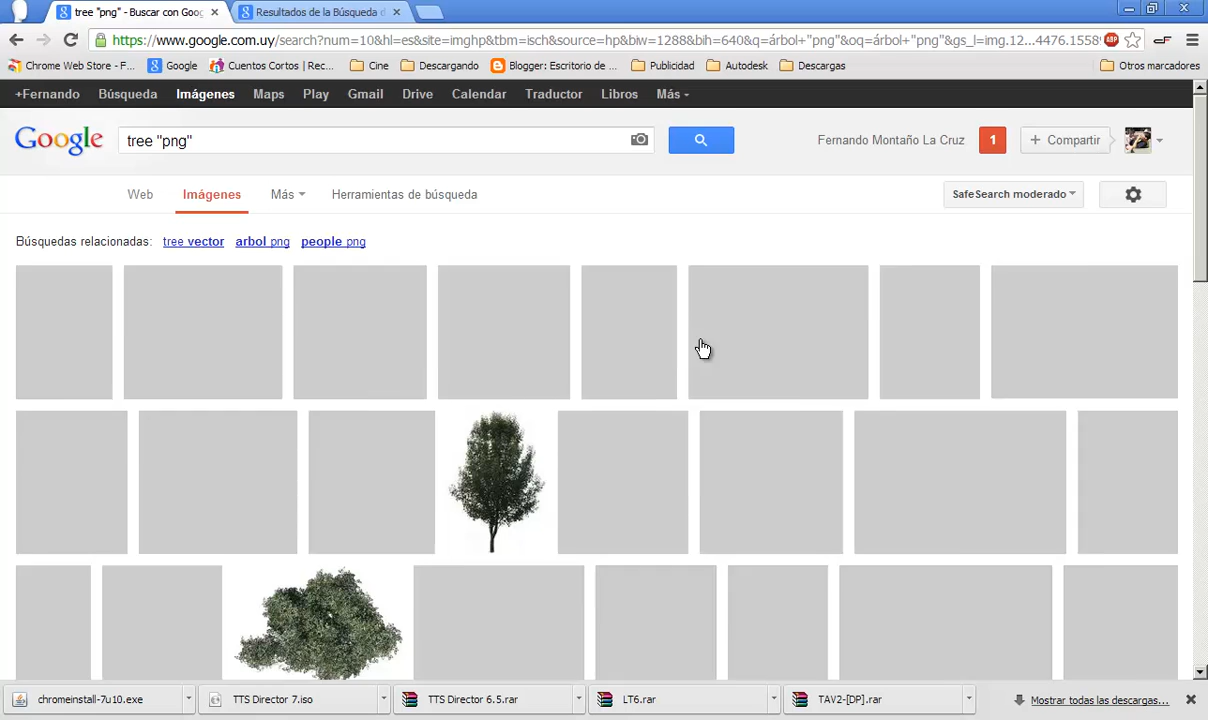 tree "png" - Buscar con Goog
Resultados de la Búsqueda d
https://www.google.com.uy/search?num=10&hl=es&site=imghp&tbm=isch&source=hp&biw=1288&bih=640&q=árbol+"png"&oq=árbol+"png"&gs_l=img.12...4476.1558
Chrome Web Store - F... Google Cuentos Cortos | Rec... Cine Descargando Blogger: Escritorio de ... Publicidad Autodesk Descargas Otros marcadores
+Fernando Búsqueda Imágenes Maps Play Gmail Drive Calendar Traductor Libros Más
Google tree "png" Fernando Montaño La Cruz 1 + Compartir
Web Imágenes Más Herramientas de búsqueda SafeSearch moderado
Búsquedas relacionadas: tree vector arbol png people png
chromeinstall-7u10.exe TTS Director 7.iso TTS Director 6.5.rar LT6.rar TAV2-[DP].rar Mostrar todas las descargas...